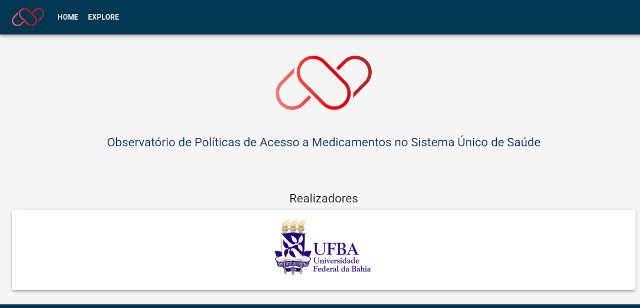 HOME EXPLORE
Observatório de Políticas de Acesso a Medicamentos no Sistema Único de Saúde
Realizadores
UFBA
Universidade
Federal da Bahia